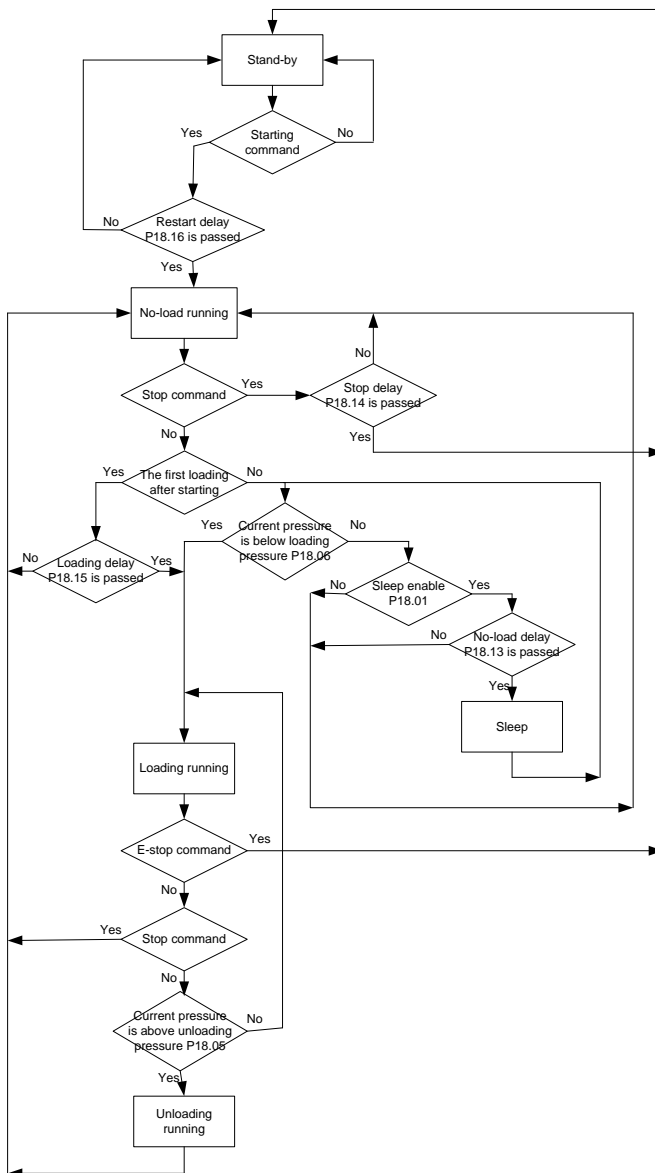 Stand-by
Yes
Starting
command
No
No
Restart delay
P18.16 is passed
Yes
No-load running
No
Stop command
Yes
Stop delay
P18.14 is passed
No
Yes
Yes
The first loading
after starting
No
No
Loading delay
P18.15 is passed
Yes
Yes
Current pressure
is below loading
pressure P18.06
No
No
Sleep enable
P18.01
Yes
No
No-load delay
P18.13 is passed
Yes
Sleep
Loading running
E-stop command
Yes
No
Yes
Stop command
No
Current pressure
is above unloading
pressure P18.05
No
Yes
Unloading
running